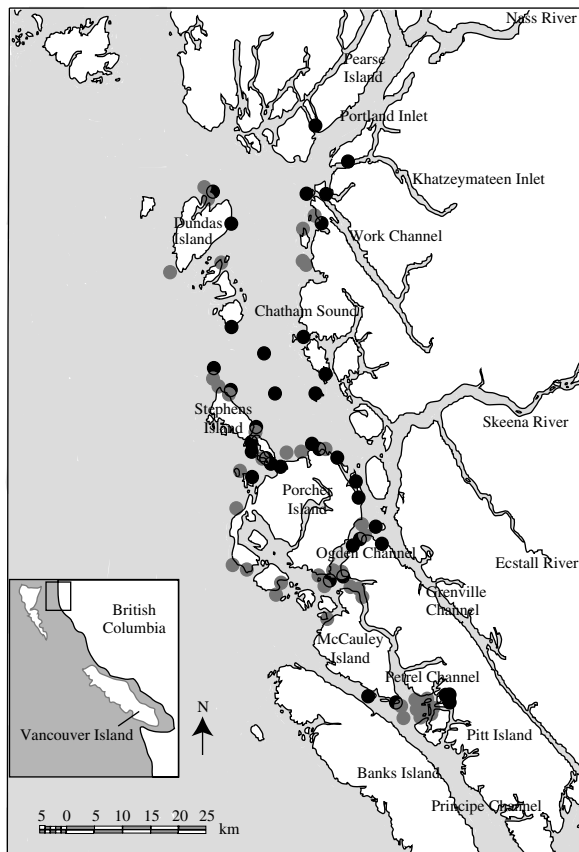 Nass River
Pearse
Island
Portland Inlet
Khatzeymateen Inlet
Dundas
Island
Work Channel
Chatham Sound
Stephens
Island
Skeena River
Porcher
Island
Ogden Channel
Ecstall River
Grenville
Channel
British
Columbia
McCauley
Island
Petrel Channel
N
Vancouver Island
Pitt Island
Banks Island
Principe Channel
5 0 5 10 15 20 25
km